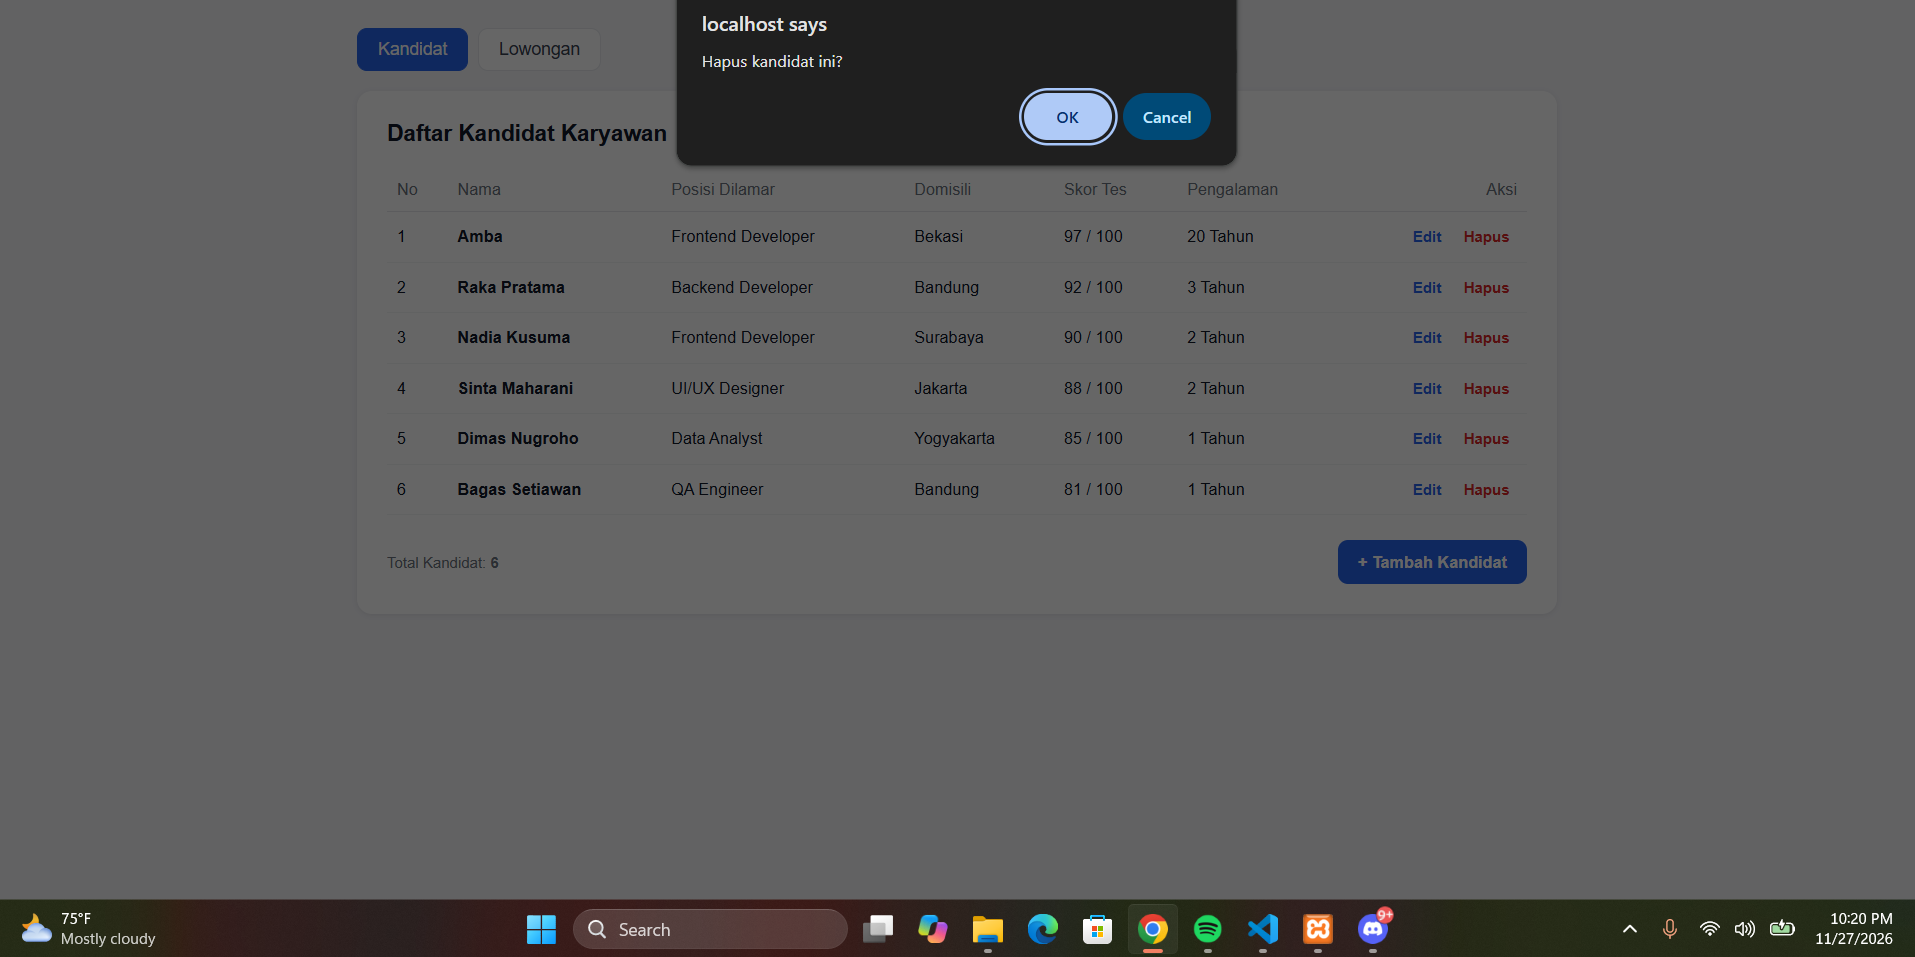 localhost says
Hapus kandidat ini?
OK Cancel
Kandidat Lowongan
Daftar Kandidat Karyawan
No Nama Posisi Dilamar Domisili Skor Tes Pengalaman Aksi
1 Amba Frontend Developer Bekasi 97 / 100 20 Tahun Edit Hapus
2 Raka Pratama Backend Developer Bandung 92 / 100 3 Tahun Edit Hapus
3 Nadia Kusuma Frontend Developer Surabaya 90 / 100 2 Tahun Edit Hapus
4 Sinta Maharani UI/UX Designer Jakarta 88 / 100 2 Tahun Edit Hapus
5 Dimas Nugroho Data Analyst Yogyakarta 85 / 100 1 Tahun Edit Hapus
6 Bagas Setiawan QA Engineer Bandung 81 / 100 1 Tahun Edit Hapus
Total Kandidat: 6
+ Tambah Kandidat
75°F
Mostly cloudy
Search
9+
10:20 PM
11/27/2026